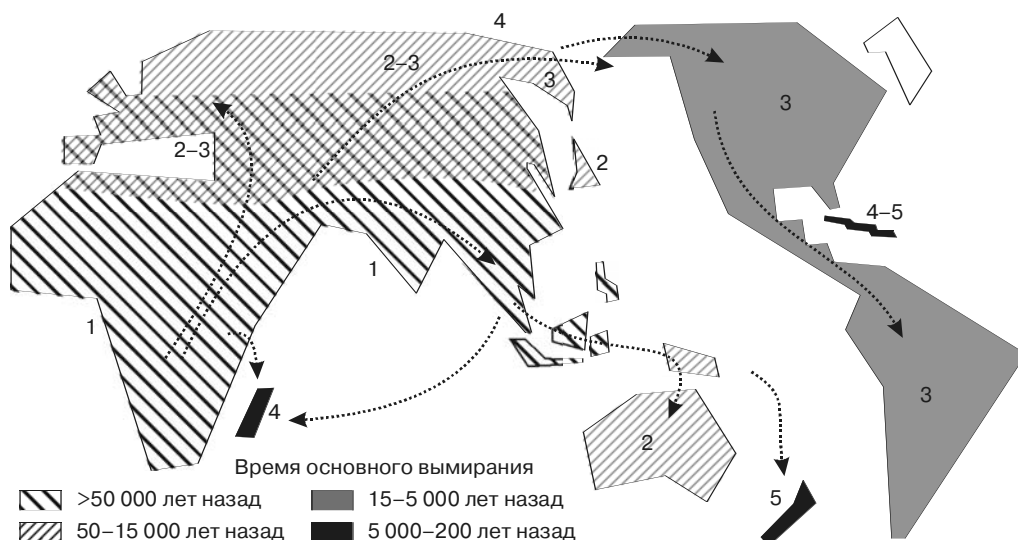 4
2–3
3
3
2–3
2
4–5
1
1
3
4
2
5
Время основного вымирания
>50 000 лет назад
15–5 000 лет назад
50–15 000 лет назад
5 000–200 лет назад